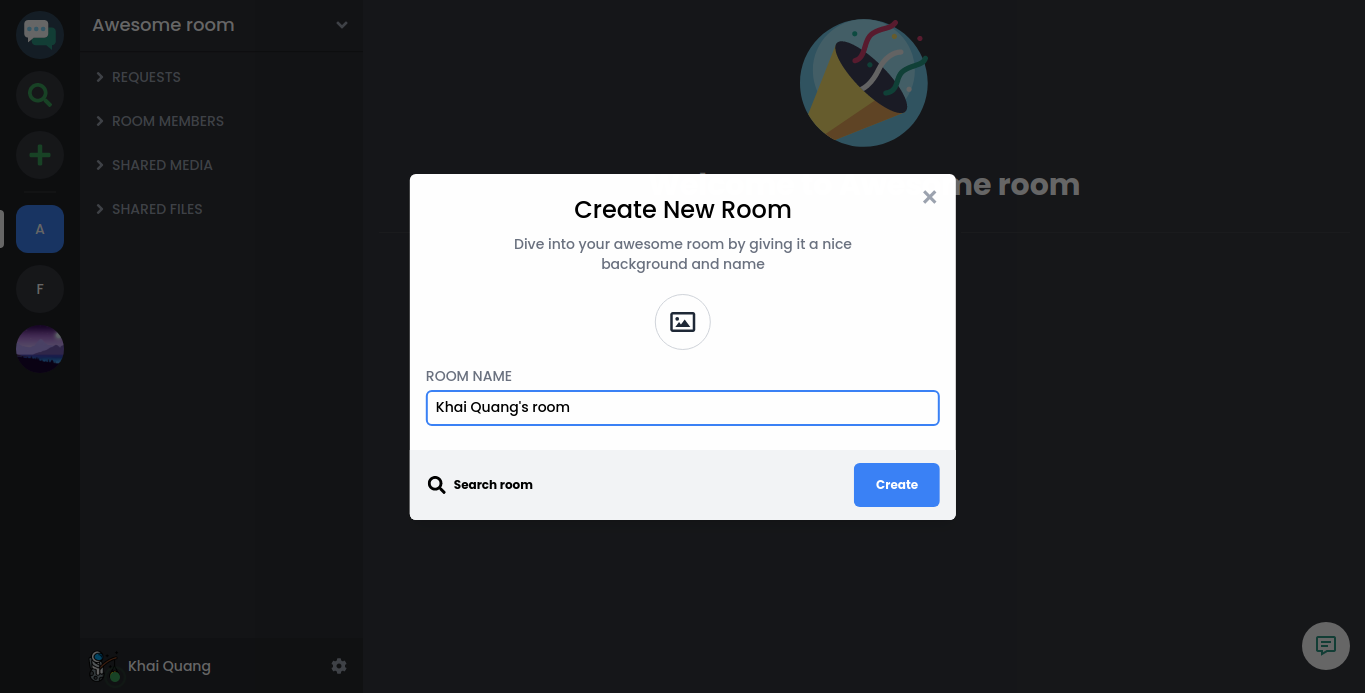 Awesome room
REQUESTS
ROOM MEMBERS
SHARED MEDIA
SHARED FILES
A
F
me room
Create New Room
Dive into your awesome room by giving it a nice
background and name
ROOM NAME
Khai Quang's room
Search room
Create
Khai Quang